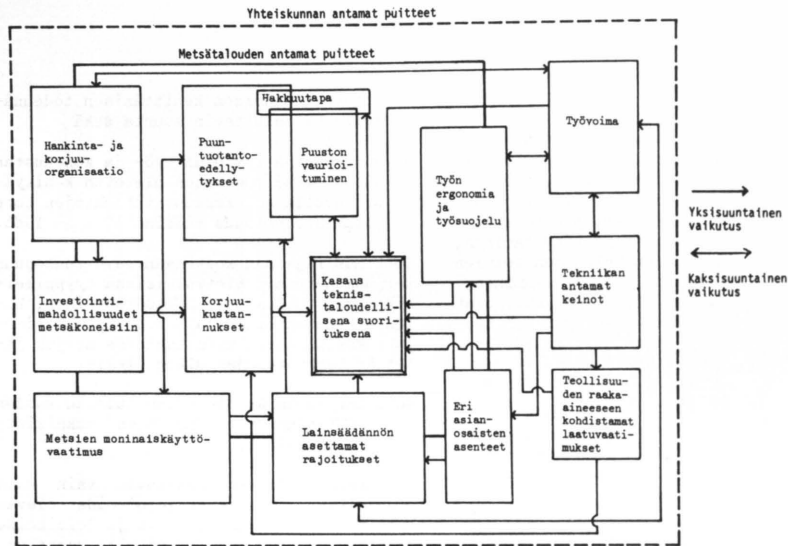 Yhteiskunnan antamat puitteet
Metsätalouden antamat puitteet
Hankinta- ja
korjuu-
organisaatio
Puun-
tuotanto-
edelly-
tykset
Hakkuutapa
Puuston
vaurioi-
tuminen
Työn
ergonomia
ja
työsuojelu
Työvoima
Yksisuuntainen
vaikutus
Kaksisuuntainen
vaikutus
Investointi-
mahdollisuudet
metsäkoneisiin
Korjuu-
kustan-
nukset
Kasaus
teknis-
taloudelli-
sena suori-
tuksena
Tekniikan
antamat
keinot
Metsien moninaiskäyttö-
vaatimus
Lainsäädännön
asettamat
rajoitukset
Eri
asian-
osaisten
asenteet
Teollisuu-
den raaka-
aineeseen
kohdistamat
laatuvaati-
mukset